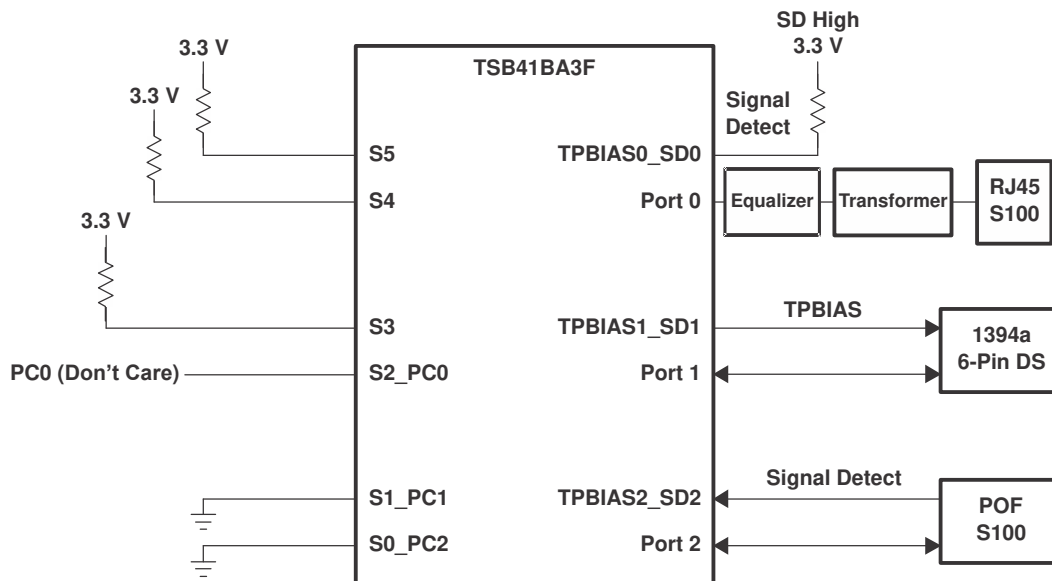 SD High
3.3 V
3.3 V
TSB41BA3F
3.3 V
Signal
Detect
S5
TPBIAS0_SD0
S4
Port 0
Equalizer
Transformer
RJ45
S100
3.3 V
S3
TPBIAS1_SD1
TPBIAS
1394a
6-Pin DS
PC0 (Don't Care)
S2_PC0
Port 1
S1_PC1
TPBIAS2_SD2
Signal Detect
POF
S100
S0_PC2
Port 2